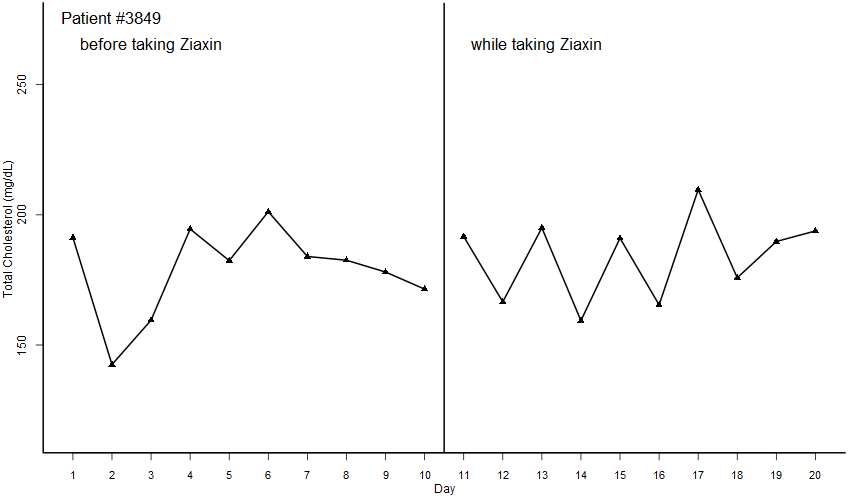 Patient #3849
before taking Ziaxin
while taking Ziaxin
Total Cholesterol (mg/dL)
250
200
150
1 2 3 4 5 6 7 8 9 10 11 12 13 14 15 16 17 18 19 20
Day